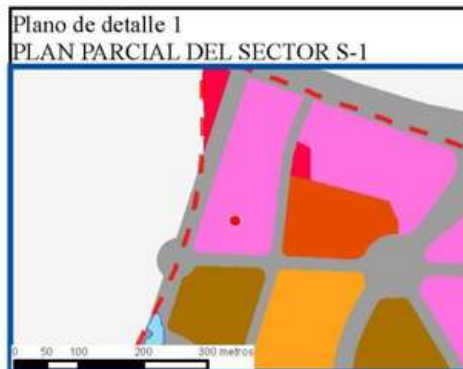 Plano de detalle 1
PLAN PARCIAL DEL SECTOR S-1
0 50 100 200 300 metros